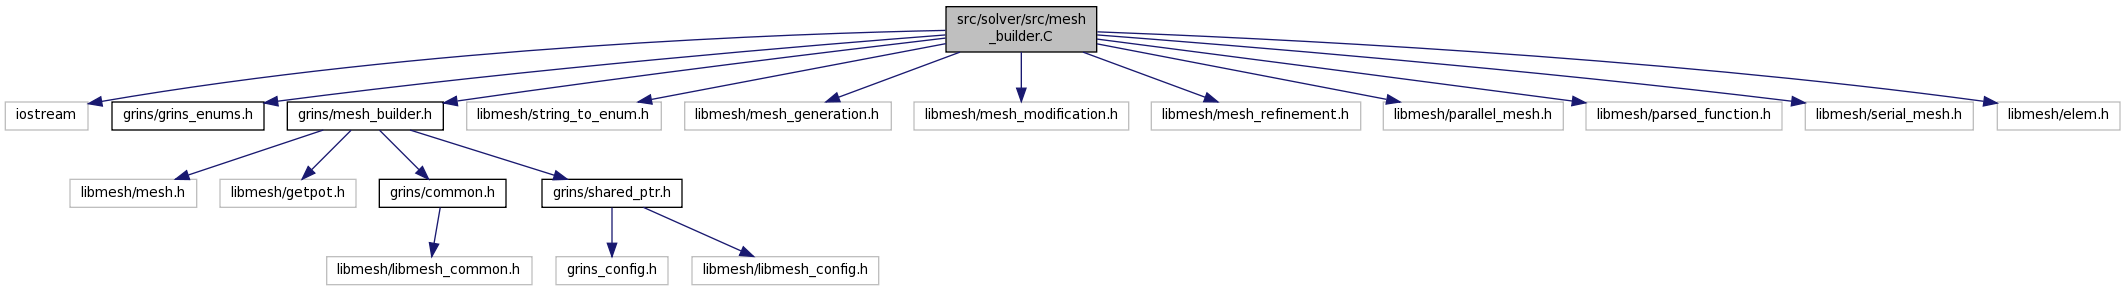 src/solver/src/mesh
_builder.C
iostream
grins/grins_enums.h
grins/mesh_builder.h
libmesh/string_to_enum.h
libmesh/mesh_generation.h
libmesh/mesh_modification.h
libmesh/mesh_refinement.h
libmesh/parallel_mesh.h
libmesh/parsed_function.h
libmesh/serial_mesh.h
libmesh/elem.h
libmesh/mesh.h
libmesh/getpot.h
grins/common.h
grins/shared_ptr.h
libmesh/libmesh_common.h
grins_config.h
libmesh/libmesh_config.h